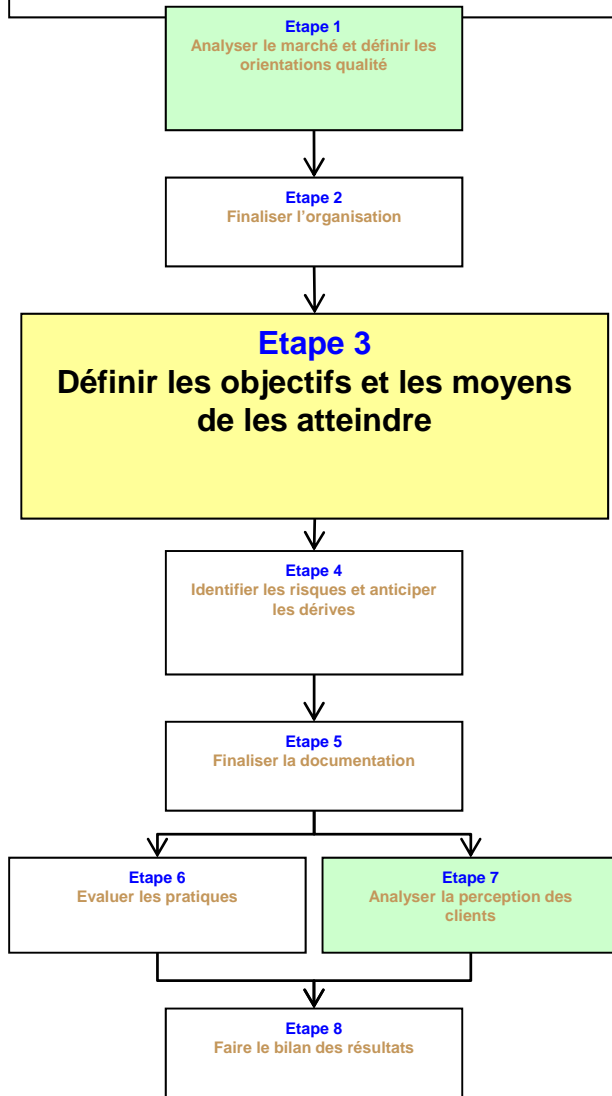 Etape 1
Analyser le marché et définir les
orientations qualité
Etape 2
Finaliser l'organisation
Etape 3
Définir les objectifs et les moyens
de les atteindre
Etape 4
Identifier les risques et anticiper
les dérives
Etape 5
Finaliser la documentation
Etape 6
Evaluer les pratiques
Etape 7
Analyser la perception des
clients
Etape 8
Faire le bilan des résultats